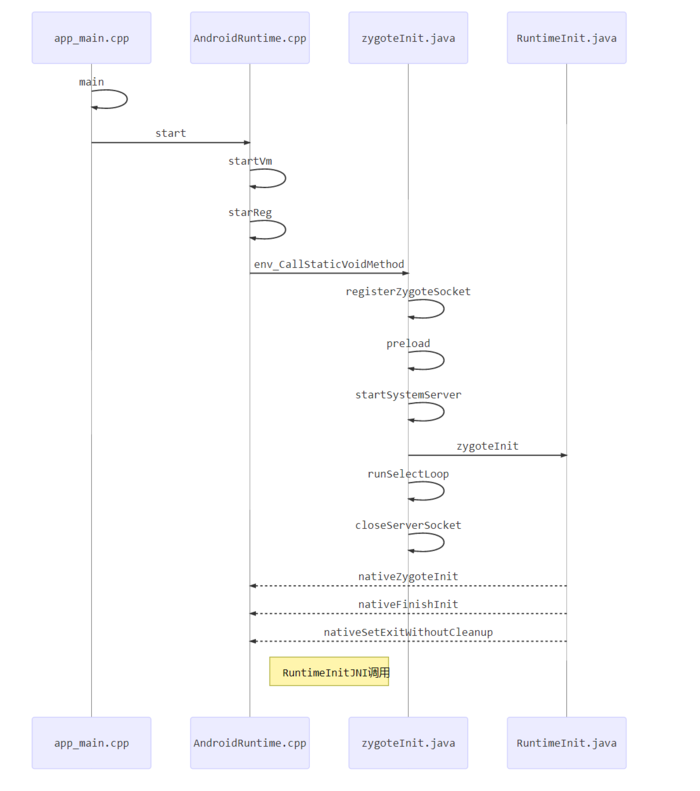 app_main.cpp
AndroidRuntime.cpp
zygoteInit.java
RuntimeInit.java
main
start
startVm
starReg
env_CallStaticVoidMethod
registerZygoteSocket
preload
startSystemServer
zygoteInit
runSelectLoop
closeServerSocket
nativeZygoteInit
nativeFinishInit
nativeSetExitWithoutCleanup
RuntimeInitJNI调用
app_main.cpp
AndroidRuntime.cpp
zygoteInit.java
RuntimeInit.java